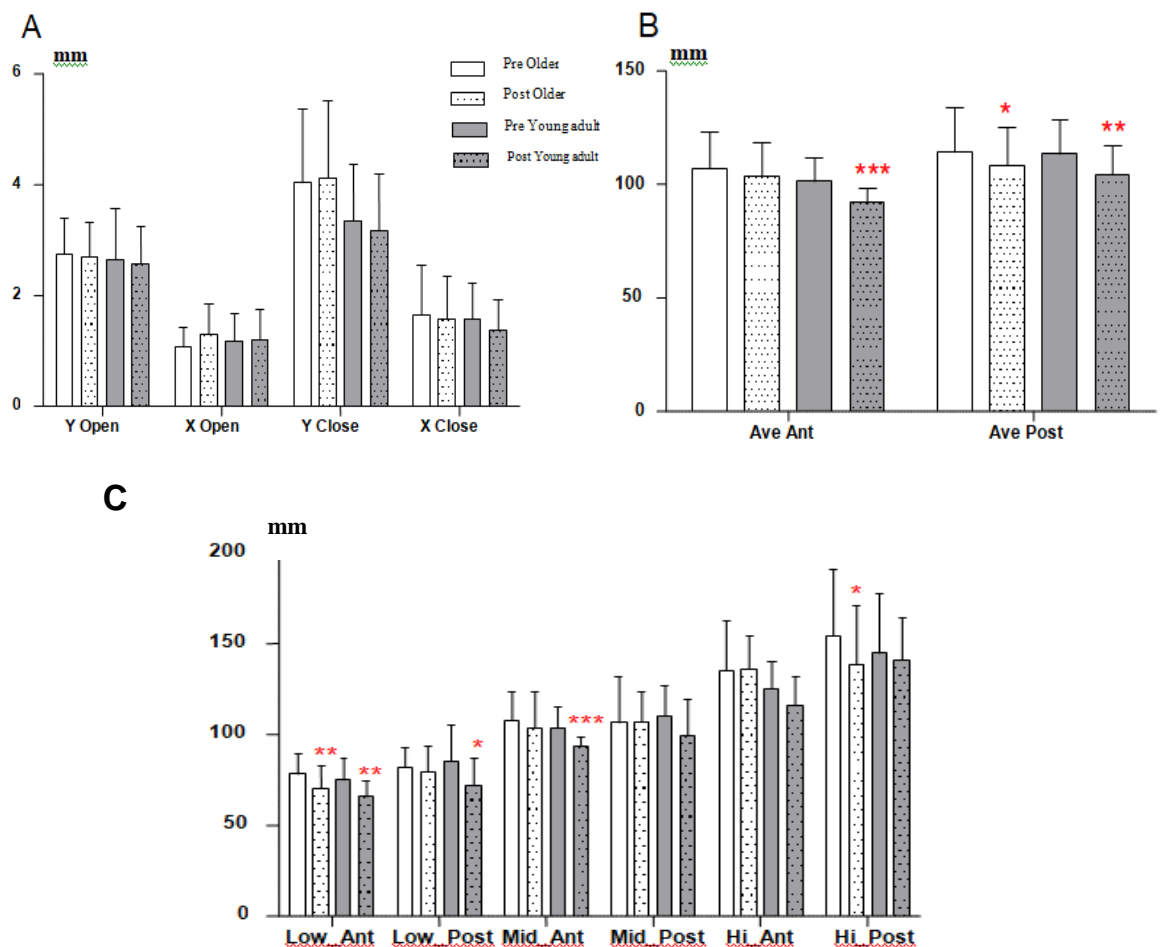 A
mm
6
4
2
0
Y Open
X Open
Y Close
X Close
Pre Older
Post Older
Pre Young adult
Post Young adult
B
mm
150
100
50
0
*** 
* 
**
Ave Ant
Ave Post
C
mm
200
150
100
50
0
**
**
*
***
*
Low_Ant
Low_Post
Mid_Ant
Mid_Post
Hi_Ant
Hi_Post